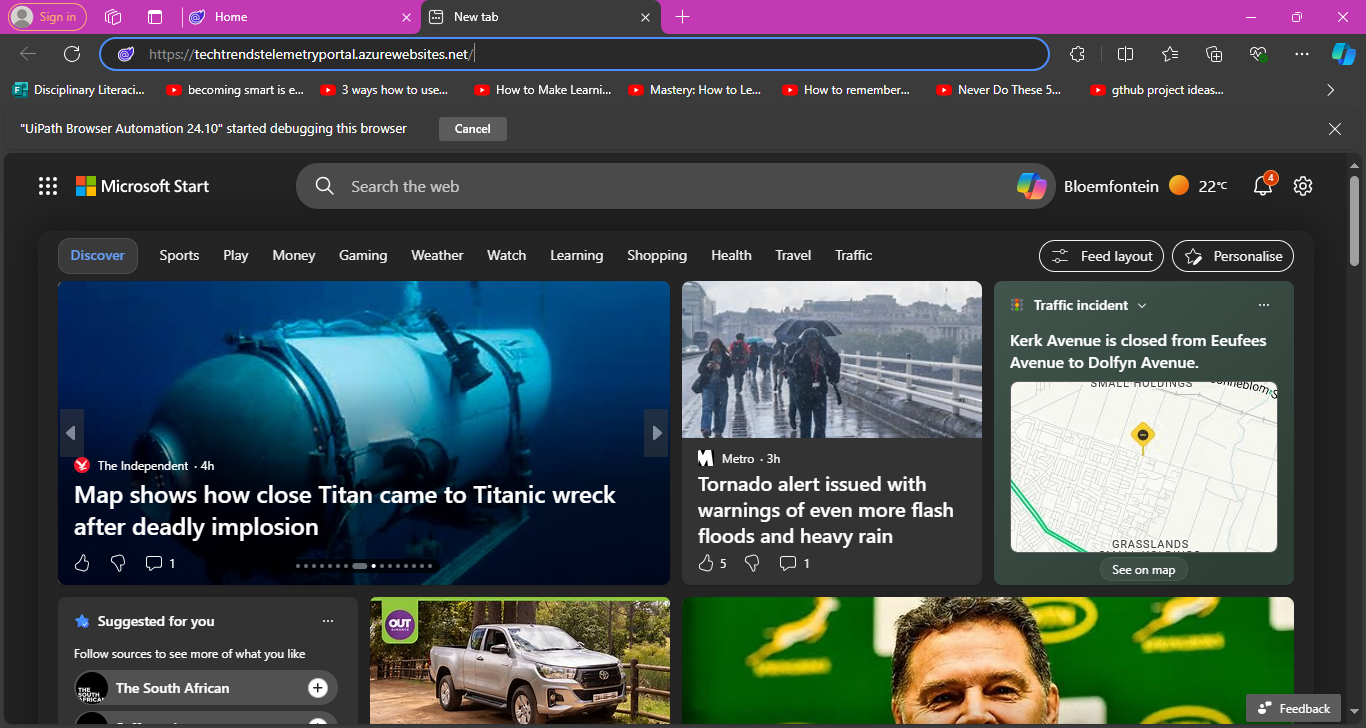 Sign in
Home
New tab
https://techtrendstelemetryportal.azurewebsites.net/
Disciplinary Literaci...
becoming smart is e...
3 ways how to use...
How to Make Learni...
Mastery: How to Le...
How to remember...
Never Do These 5...
gthub project ideas...
"UiPath Browser Automation 24.10" started debugging this browser
Cancel
Microsoft Start
Search the web
Bloemfontein
22°C
4
Discover
Sports
Play
Money
Gaming
Weather
Watch
Learning
Shopping
Health
Travel
Traffic
Feed layout
Personalise
The Independent · 4h
Map shows how close Titan came to Titanic wreck
after deadly implosion
1
Metro · 3h
Tornado alert issued with
warnings of even more flash
floods and heavy rain
5
1
Traffic incident
Kerk Avenue is closed from Eeufees
Avenue to Dolfyn Avenue.
SMALL HOLDINGS
GRASSLANDS
SMALL HOLDINGS
See on map
Suggested for you
Follow sources to see more of what you like
THE
SOUTH
AFRICAN
The South African
OUT
SURANCE
Feedback